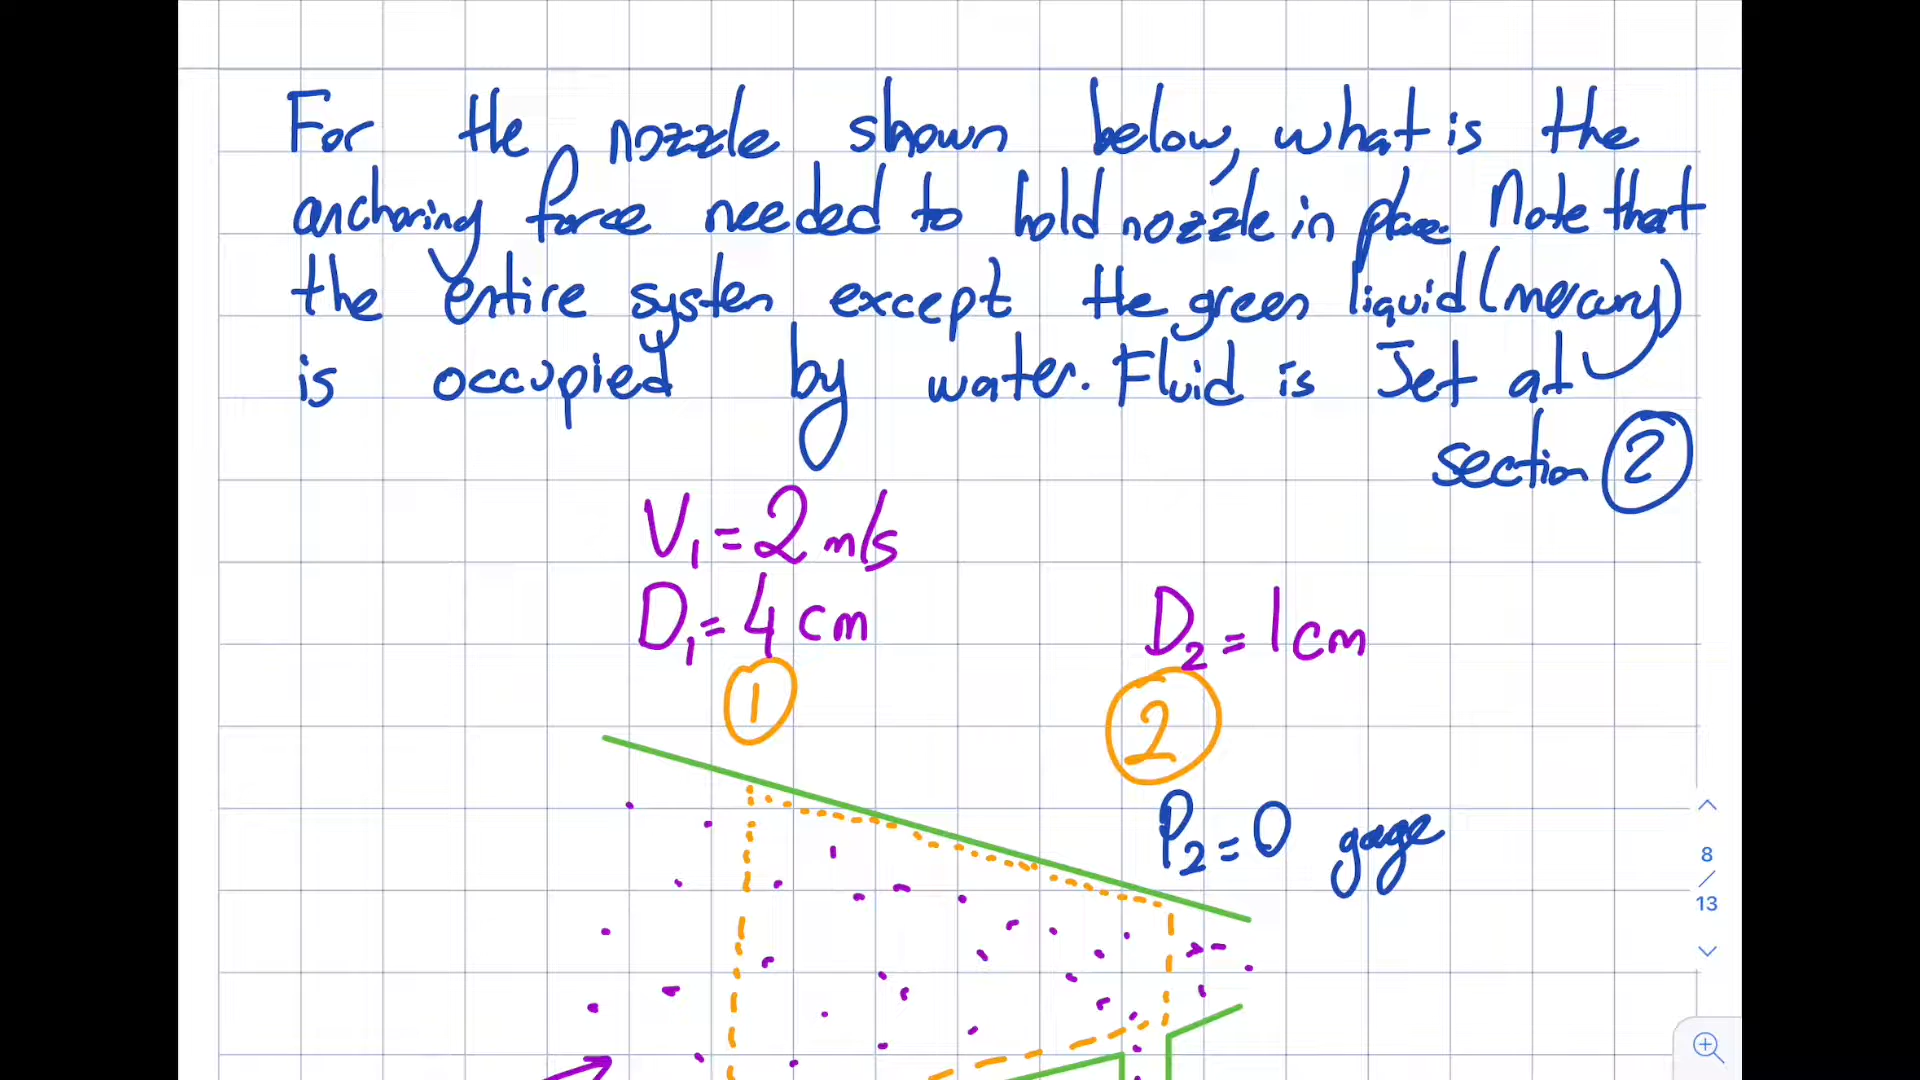 For the nozzle shown below, what is the
anchoring force needed to hold nozzle in place. Note that
the entire system except the green liquid (mercury)
is occupied by water. Fluid is Jet at
section 2
V1 = 2 m/s
D1 = 4 cm
D2 = 1 cm
1
2
P2 = 0 gage
8
/
13